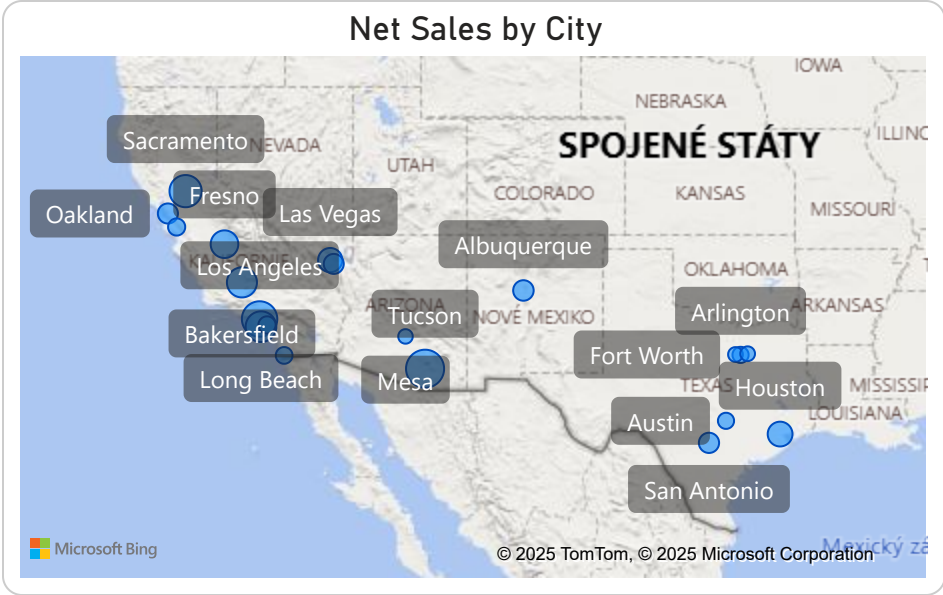 Net Sales by City
IOWA
NEBRASKA
Sacramento
NEVADA
SPOJENÉ STÁTY
ILLINO
UTAH
Fresno
COLORADO
KANSAS
Oakland
Las Vegas
MISSOURI
Albuquerque
Los Angeles
OKLAHOMA
ARIZONA
Tucson
NOVÉ MEXIKO
Arlington
ARKANSAS
Bakersfield
Fort Worth
Long Beach
Mesa
TEXAS
Houston
MISSISSIP
LOUISIANA
Austin
San Antonio
Microsoft Bing
© 2025 TomTom, © 2025 Microsoft Corporation
Mexický zá